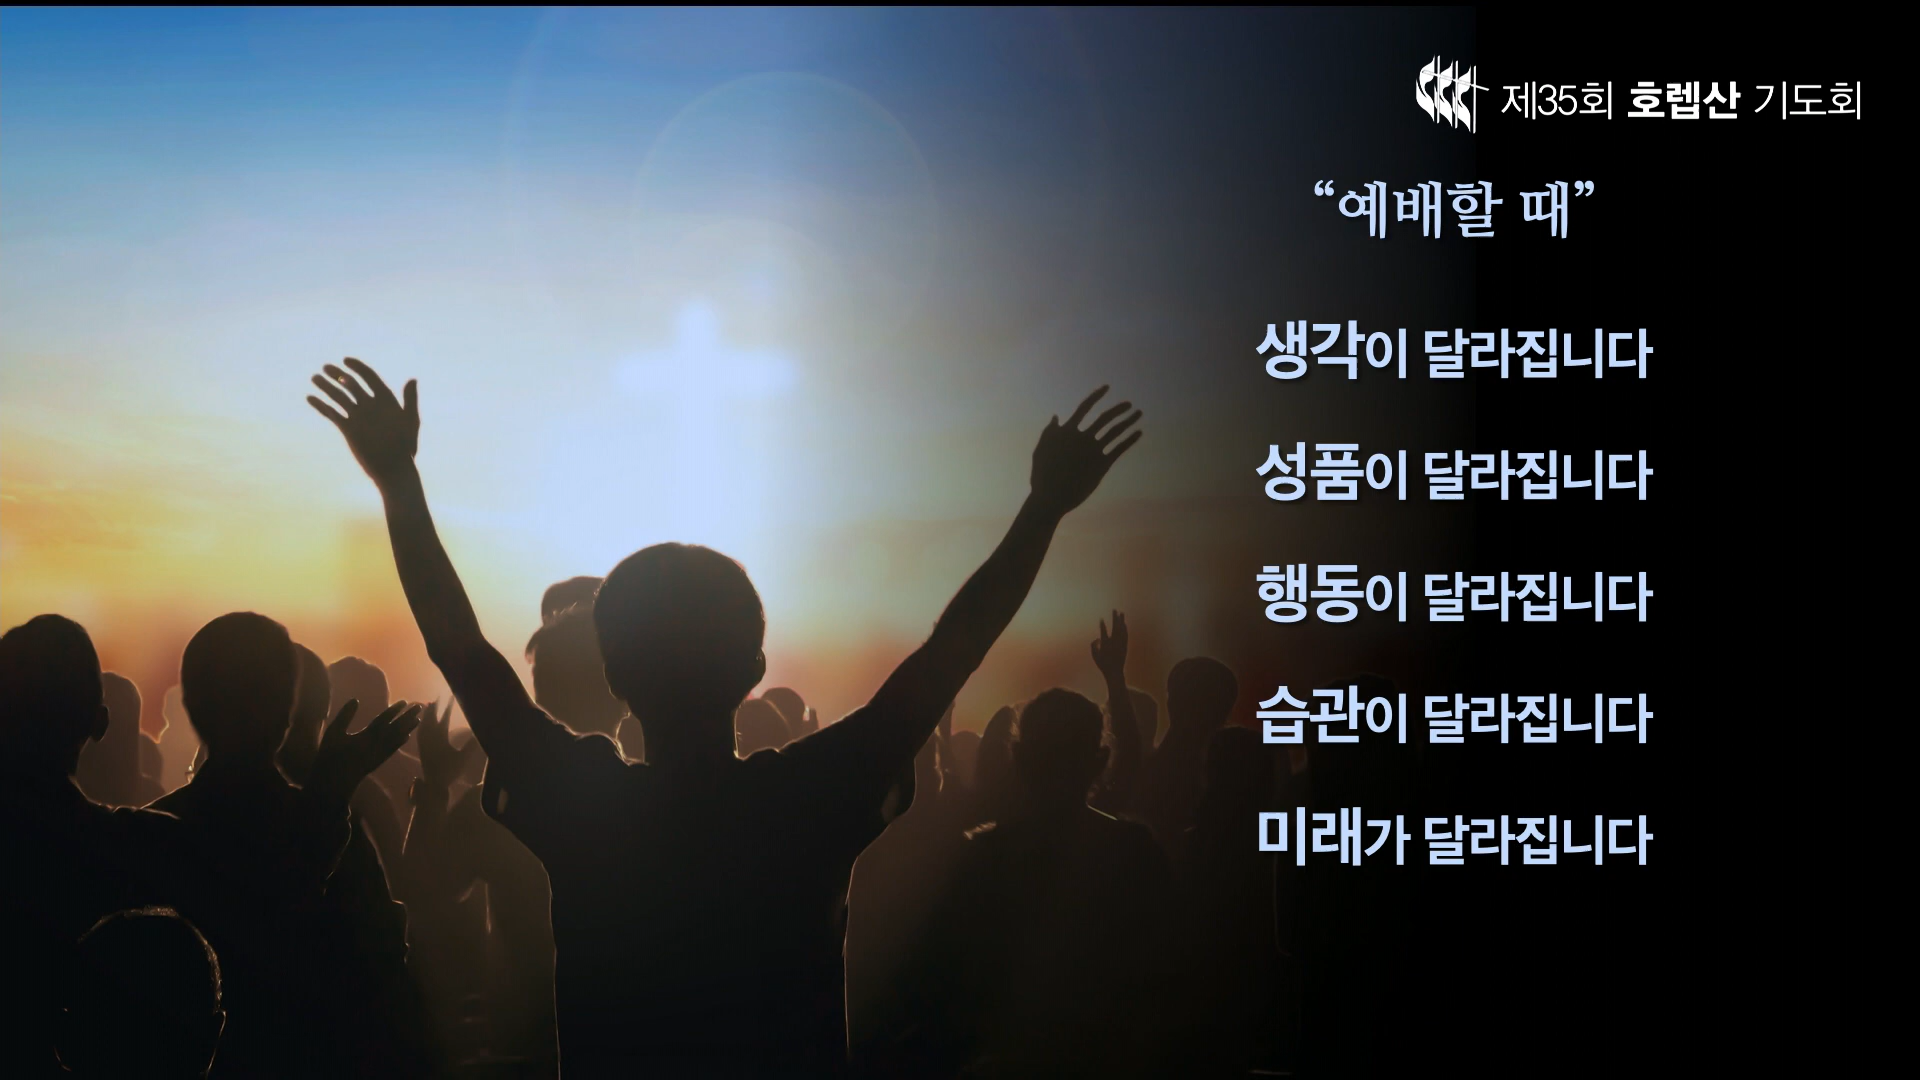 제35회 호렙산 기도회
“예배할 때”
생각이 달라집니다
성품이 달라집니다
행동이 달라집니다
습관이 달라집니다
미래가 달라집니다